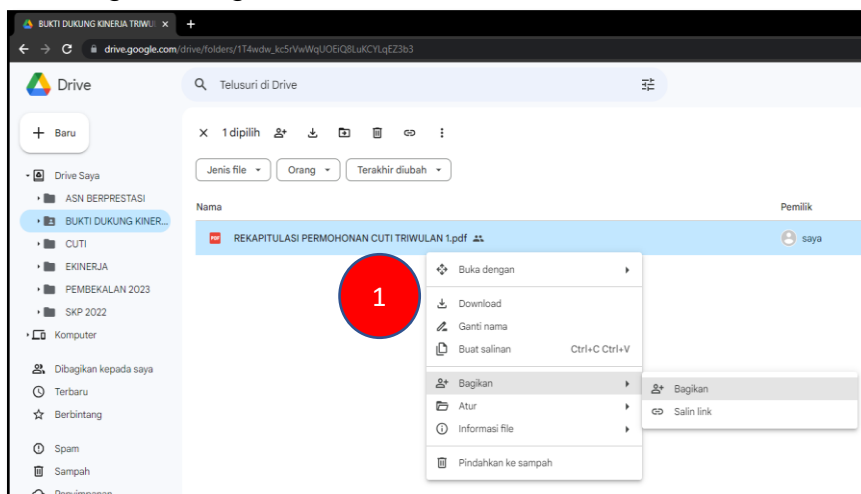 BUKTI DUKUNG KINERJA TRIWU
drive.google.com/drive/folders/1T4wdw_kc5rVwWqUOEiQ8LuKCYLqEZ3b3
Drive
Telusuri di Drive
Baru
1 dipilih
Jenis file
Orang
Terakhir diubah
Drive Saya
ASN BERPRESTASI
Nama
Pemilik
BUKTI DUKUNG KINER...
REKAPITULASI PERMOHONAN CUTI TRIWULAN 1.pdf
saya
CUTI
EKINERJA
PEMBEKALAN 2023
SKP 2022
Komputer
Dibagikan kepada saya
Terbaru
Berbintang
Spam
Sampah
Penyimpanan
1
Buka dengan
Download
Ganti nama
Buat salinan Ctrl+C Ctrl+V
Bagikan
Atur
Informasi file
Pindahkan ke sampah
Bagikan
Salin link